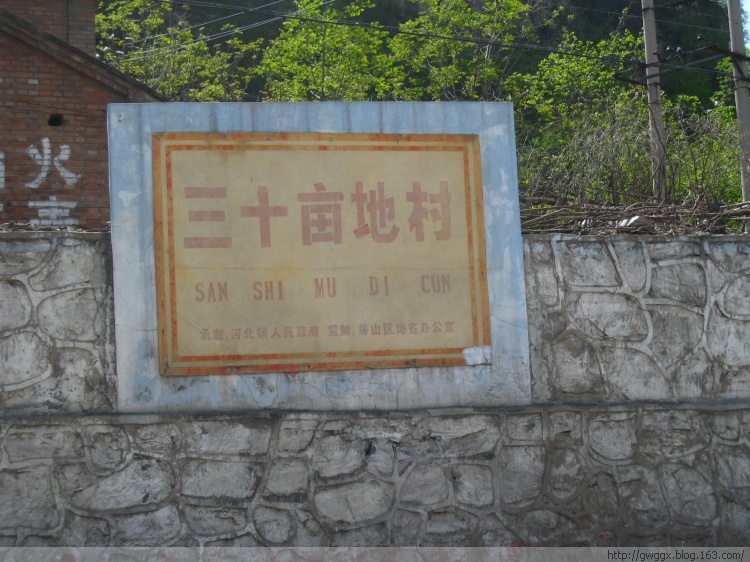 三十亩地村
SAN SHI MU DI CUN
承制:河北镇人民政府 监制:房山区地名办公室
火
http://gwggx.blog.163.com/